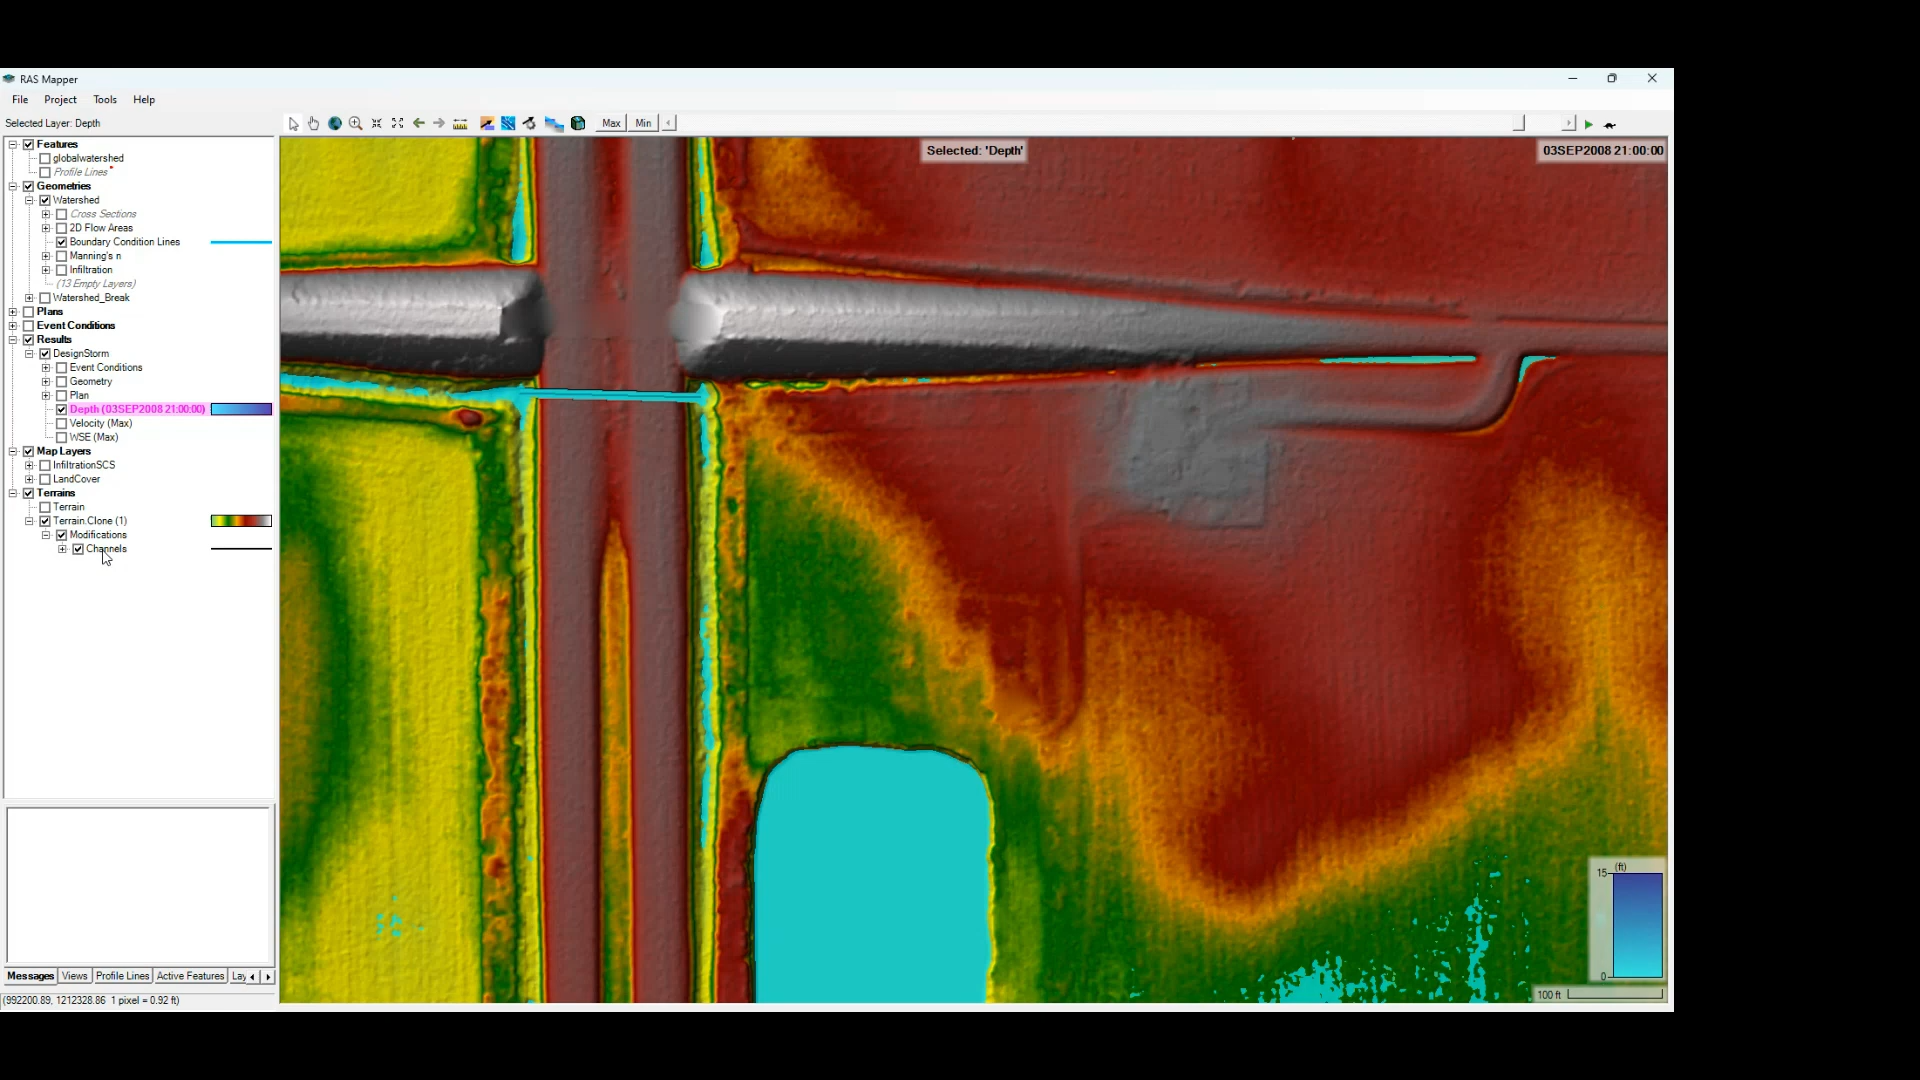 RAS Mapper
File Project Tools Help
Selected Layer: Depth
Max Min
Features
globalwatershed
Profile Lines *
Geometries
Watershed
Cross Sections
2D Flow Areas
Boundary Condition Lines
Manning's n
Infiltration
(13 Empty Layers)
Watershed_Break
Plans
Event Conditions
Results
DesignStorm
Event Conditions
Geometry
Plan
Depth (03SEP2008 21:00:00)
Velocity (Max)
WSE (Max)
Map Layers
InfiltrationSCS
LandCover
Terrains
Terrain
Terrain.Clone (1)
Modifications
Channels
Selected: 'Depth'
03SEP2008 21:00:00
(ft)
15
0
100 ft
Messages Views Profile Lines Active Features Lay
(992200.89, 1212328.86 1 pixel = 0.92 ft)